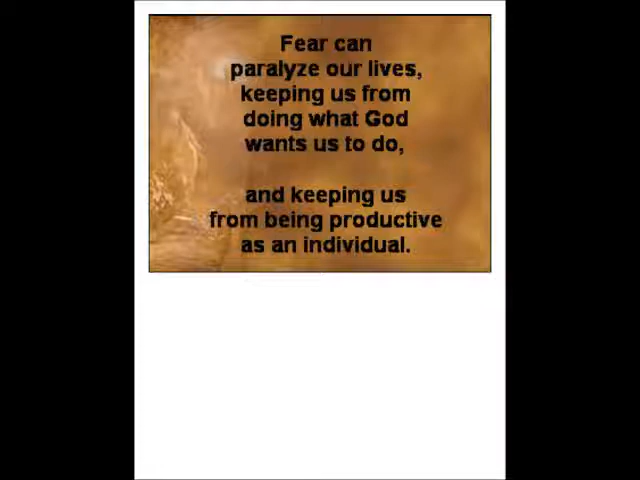 Fear can
paralyze our lives,
keeping us from
doing what God
wants us to do,
and keeping us
from being productive
as an individual.